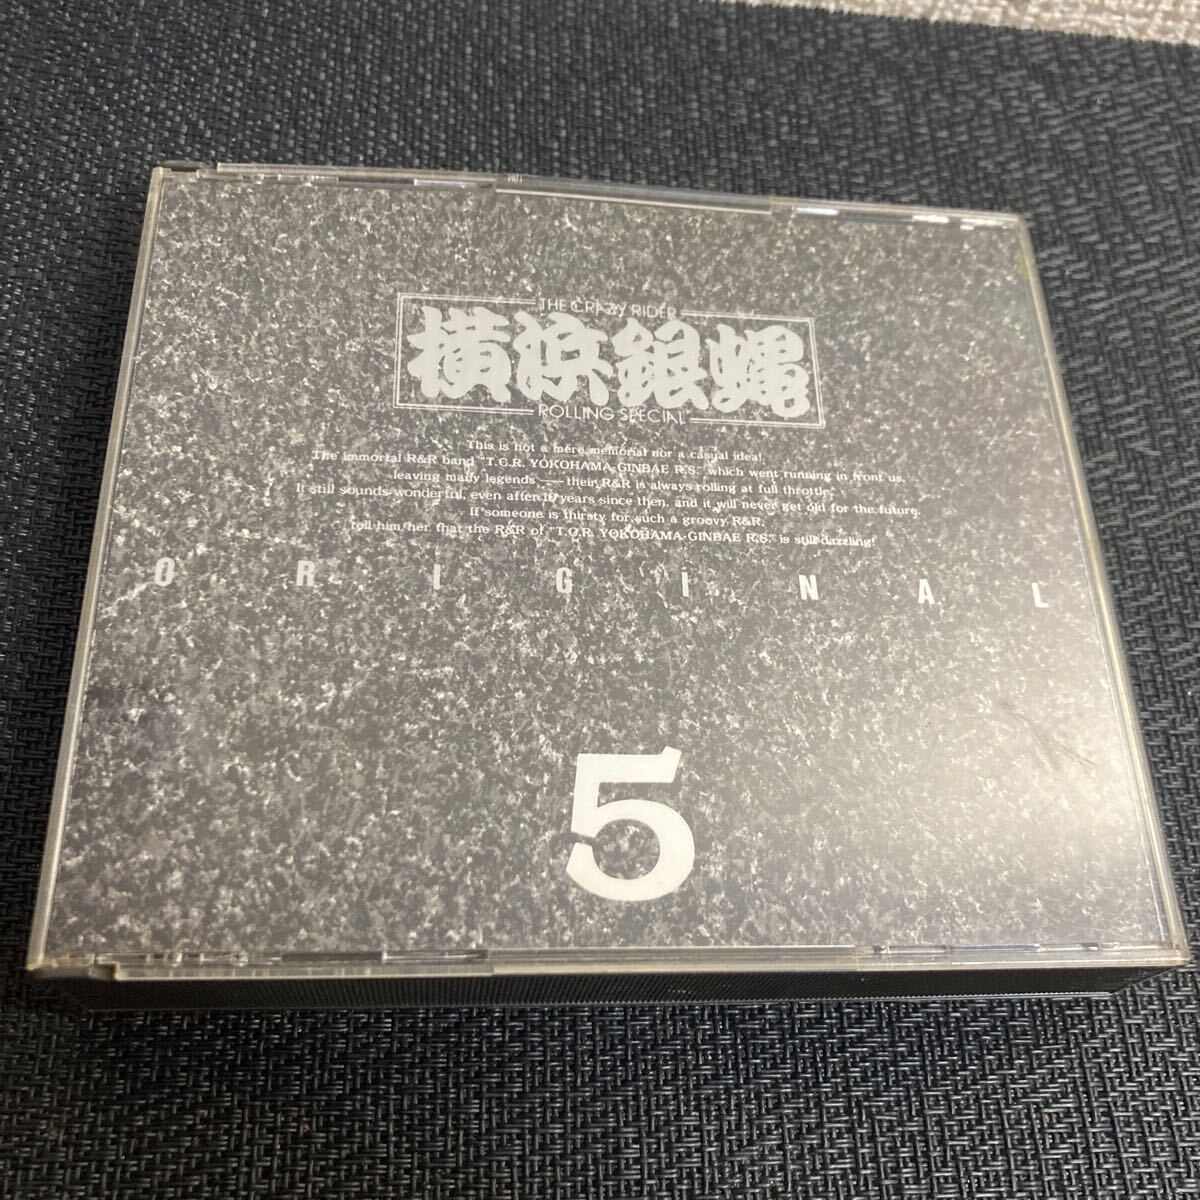 THE CRAZY RIDER
横浜銀蝿
ROLLING SPECIAL
This is not a mere memorial nor a casual idea!
The immortal R&R band "T.C.R. YOKOHAMA-GINBAE R.S." which went running in front us,
leaving many legends —— their R&R is always rolling at full throttle.
It still sounds wonderful, even after 10 years since then, and it will never get old for the future.
If someone is thirsty for such a groovy R&R,
tell him/her that the R&R of "T.C.R. YOKOHAMA-GINBAE R.S." is still dazzling!
ORIGINAL
5